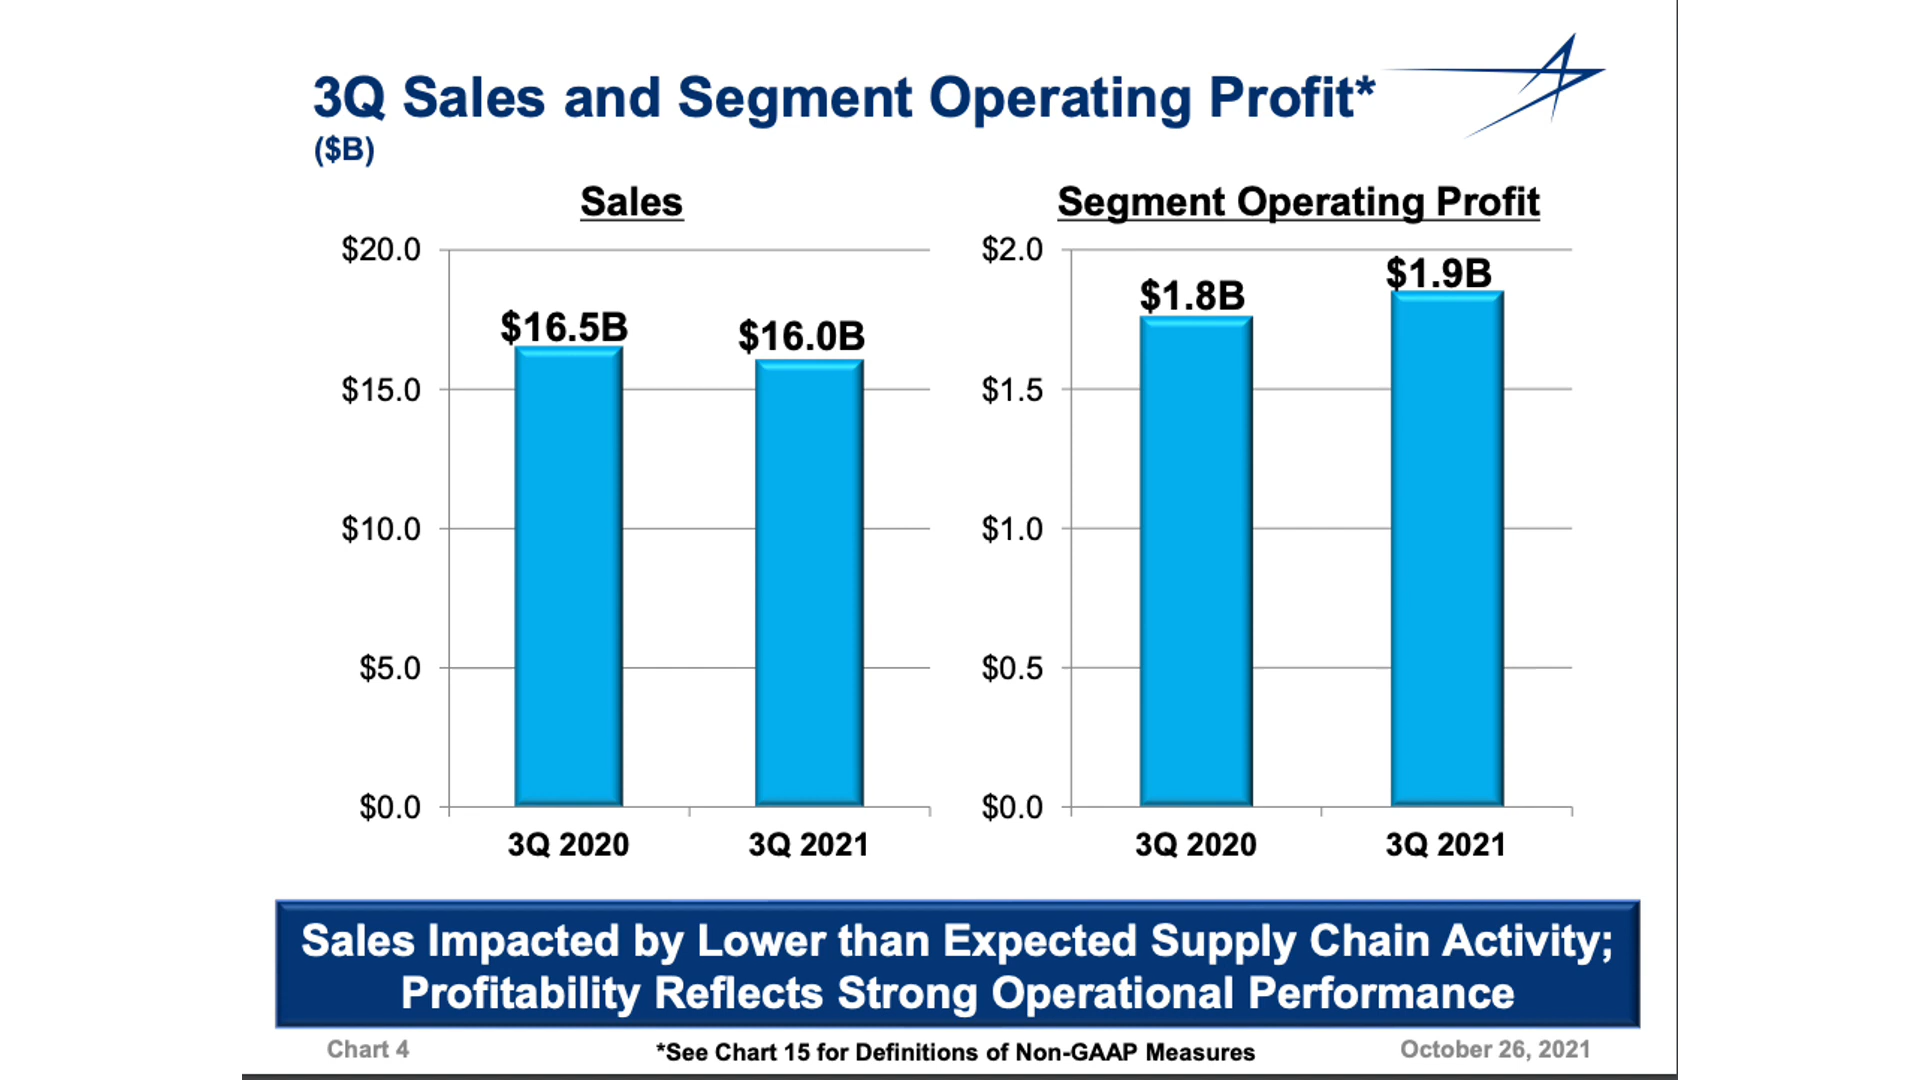 3Q Sales and Segment Operating Profit*
($B)
Sales
$20.0
$15.0
$10.0
$5.0
$0.0
$16.5B
$16.0B
3Q 2020
3Q 2021
Segment Operating Profit
$2.0
$1.5
$1.0
$0.5
$0.0
$1.8B
$1.9B
3Q 2020
3Q 2021
Sales Impacted by Lower than Expected Supply Chain Activity;
Profitability Reflects Strong Operational Performance
Chart 4
*See Chart 15 for Definitions of Non-GAAP Measures
October 26, 2021